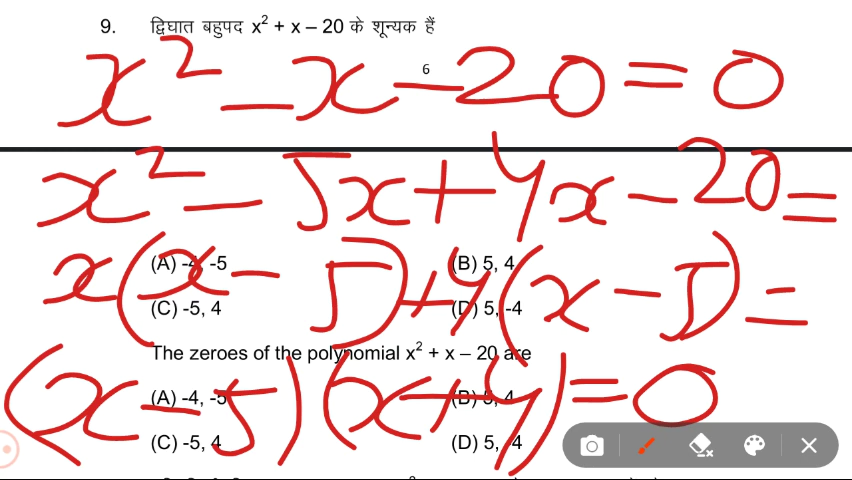 9. द्विघात बहुपद x² + x – 20 के शून्यक हैं
6
x² - x - 20 = 0
x² - 5x + 4x - 20 =
(A) -4, -5 (B) 5, 4
x(x - 5) + 4(x - 5) =
(C) -5, 4 (D) 5, -4
The zeroes of the polynomial x² + x – 20 are
(A) -4, -5 (B) 5, 4
(x - 5)(x + 4) = 0
(C) -5, 4 (D) 5, -4